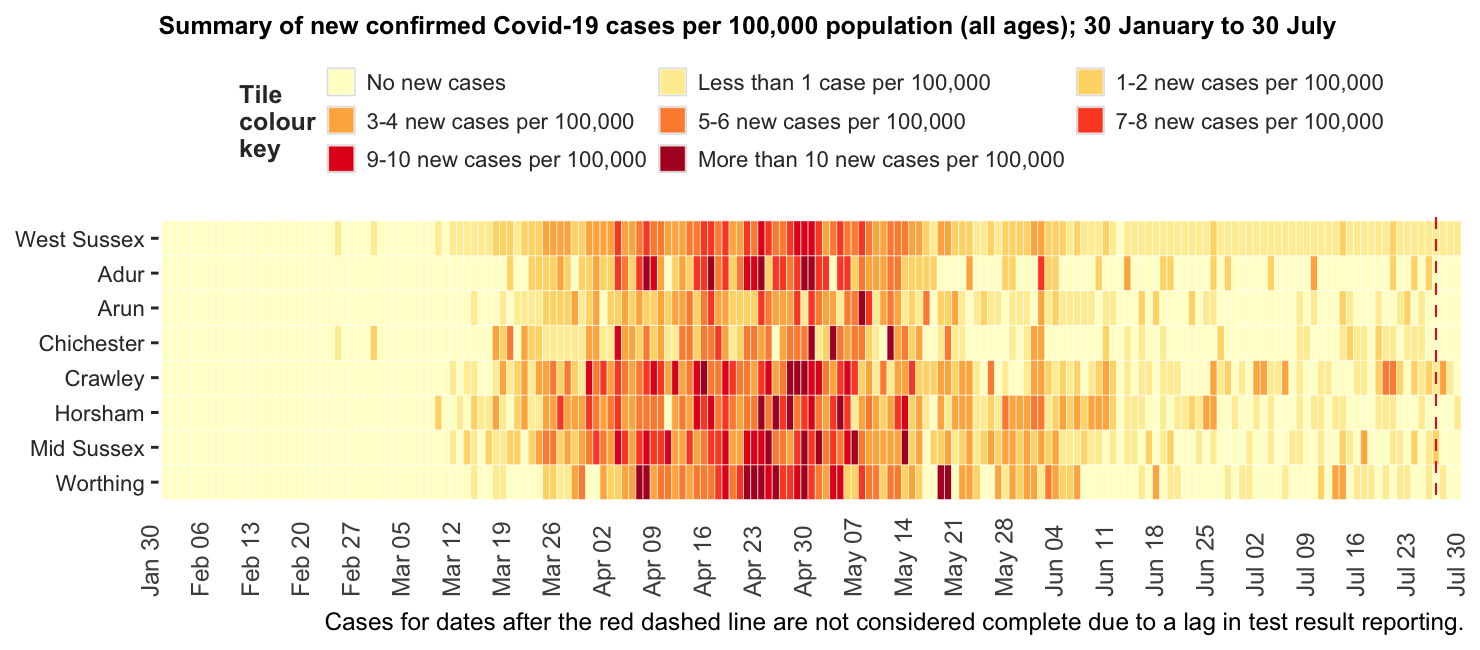 Summary of new confirmed Covid-19 cases per 100,000 population (all ages); 30 January to 30 July
Tile
colour
key
No new cases
Less than 1 case per 100,000
1-2 new cases per 100,000
3-4 new cases per 100,000
5-6 new cases per 100,000
7-8 new cases per 100,000
9-10 new cases per 100,000
More than 10 new cases per 100,000
West Sussex
Adur
Arun
Chichester
Crawley
Horsham
Mid Sussex
Worthing
Jan 30
Feb 06
Feb 13
Feb 20
Feb 27
Mar 05
Mar 12
Mar 19
Mar 26
Apr 02
Apr 09
Apr 16
Apr 23
Apr 30
May 07
May 14
May 21
May 28
Jun 04
Jun 11
Jun 18
Jun 25
Jul 02
Jul 09
Jul 16
Jul 23
Jul 30
Cases for dates after the red dashed line are not considered complete due to a lag in test result reporting.